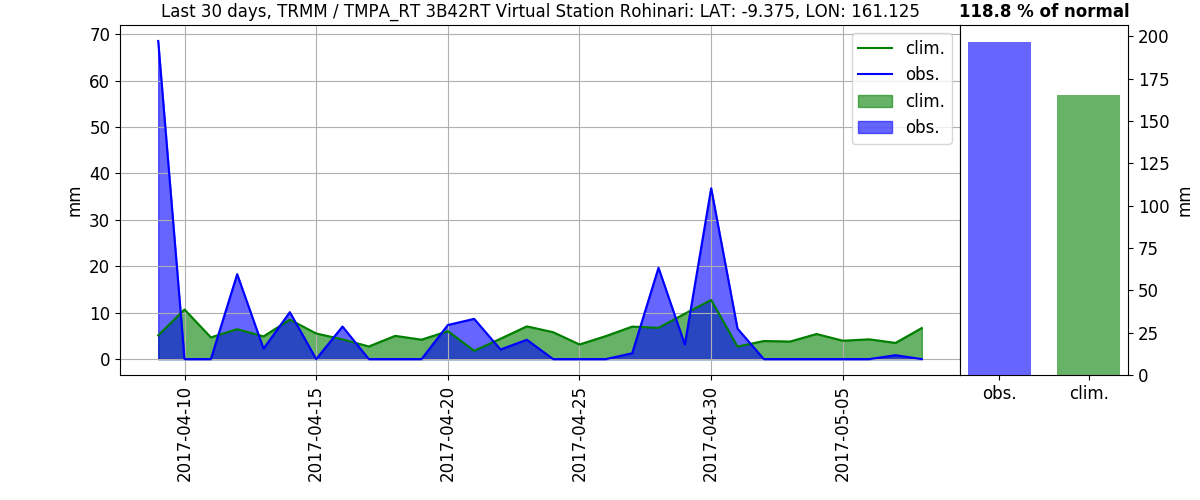 Last 30 days, TRMM / TMPA_RT 3B42RT Virtual Station Rohinari: LAT: -9.375, LON: 161.125
118.8 % of normal
70
60
50
40
30
20
10
0
mm
clim.
obs.
clim.
obs.
2017-04-10
2017-04-15
2017-04-20
2017-04-25
2017-04-30
2017-05-05
200
175
150
125
100
75
50
25
0
mm
obs.
clim.